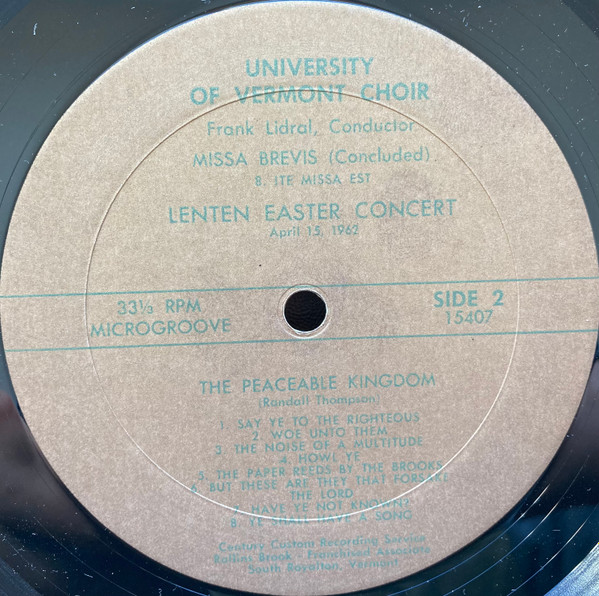 UNIVERSITY
OF VERMONT CHOIR
Frank Lidral, Conductor
MISSA BREVIS (Concluded)
8. ITE MISSA EST
LENTEN EASTER CONCERT
April 15, 1962
33⅓ RPM
MICROGROOVE
SIDE 2
15407
THE PEACEABLE KINGDOM
(Randall Thompson)
1. SAY YE TO THE RIGHTEOUS
2. WOE UNTO THEM
3. THE NOISE OF A MULTITUDE
4. HOWL YE
5. THE PAPER REEDS BY THE BROOKS
6. BUT THESE ARE THEY THAT FORSAKE
THE LORD
7. HAVE YE NOT KNOWN?
8. YE SHALL HAVE A SONG
Century Custom Recording Service
Rollins Brook - Franchised Associate
South Royalton, Vermont